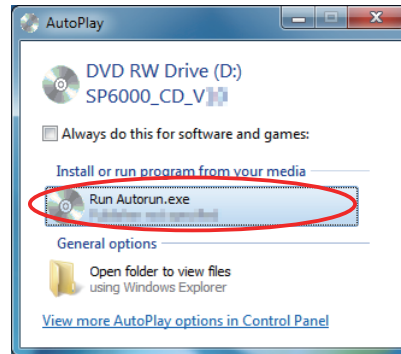 AutoPlay
DVD RW Drive (D:)
SP6000_CD_V
Always do this for software and games:
Install or run program from your media
Run Autorun.exe
General options
Open folder to view files
using Windows Explorer
View more AutoPlay options in Control Panel